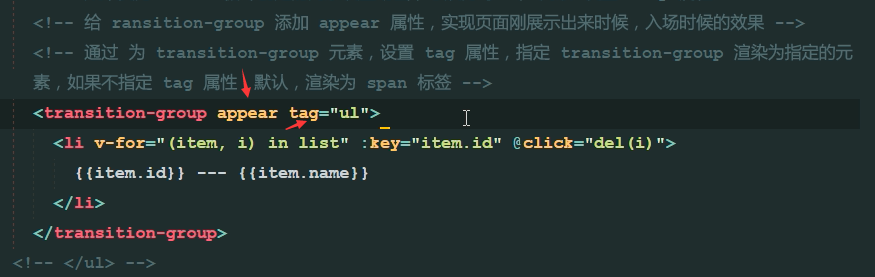 <!-- 给 ransition-group 添加 appear 属性，实现页面刚展示出来时候，入场时候的效果 -->
<!-- 通过 为 transition-group 元素，设置 tag 属性，指定 transition-group 渲染为指定的元
素，如果不指定 tag 属性，默认，渲染为 span 标签 -->
<transition-group appear tag="ul">
<li v-for="(item, i) in list" :key="item.id" @click="del(i)">
{{item.id}} --- {{item.name}}
</li>
</transition-group>
<!-- </ul> -->